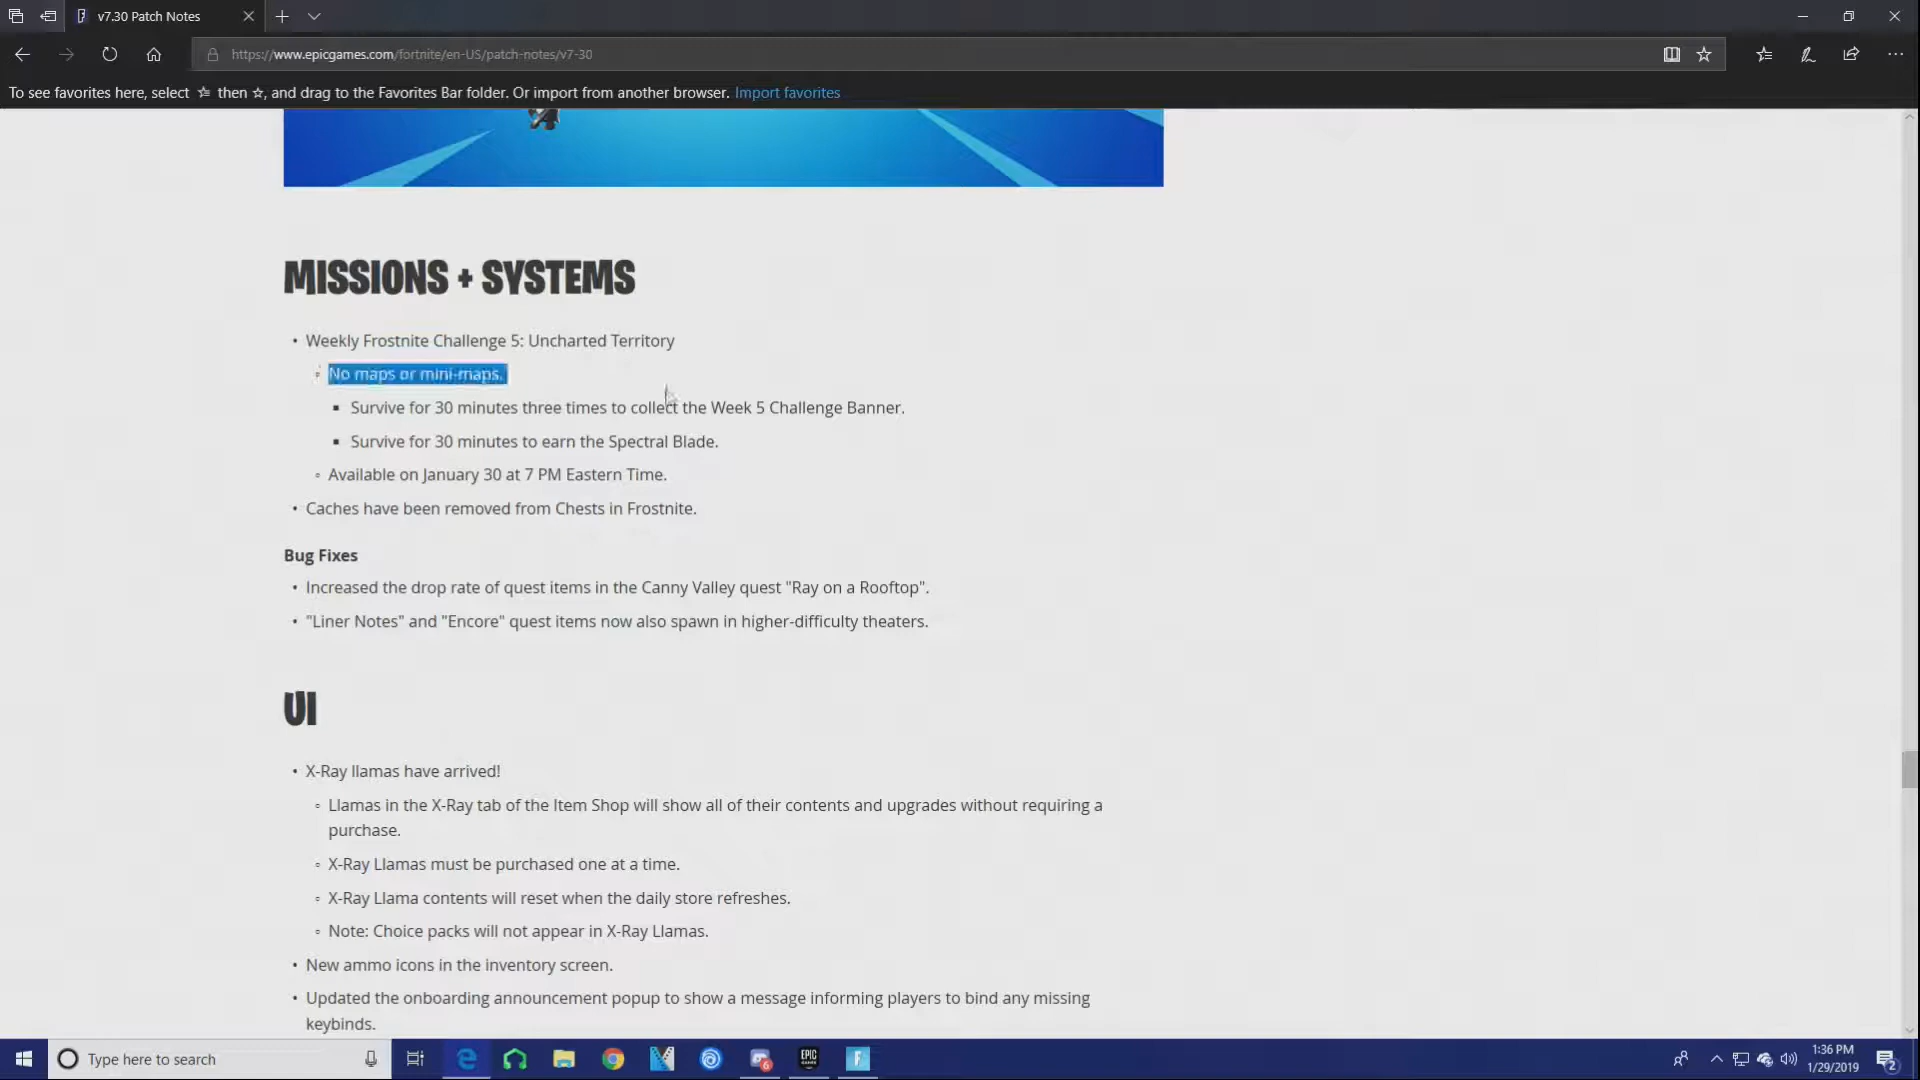 v7.30 Patch Notes
https://www.epicgames.com/fortnite/en-US/patch-notes/v7-30
To see favorites here, select then , and drag to the Favorites Bar folder. Or import from another browser. Import favorites
MISSIONS + SYSTEMS
• Weekly Frostnite Challenge 5: Uncharted Territory
◦ No maps or mini-maps.
▪ Survive for 30 minutes three times to collect the Week 5 Challenge Banner.
▪ Survive for 30 minutes to earn the Spectral Blade.
◦ Available on January 30 at 7 PM Eastern Time.
• Caches have been removed from Chests in Frostnite.
Bug Fixes
• Increased the drop rate of quest items in the Canny Valley quest "Ray on a Rooftop".
• "Liner Notes" and "Encore" quest items now also spawn in higher-difficulty theaters.
UI
• X-Ray llamas have arrived!
◦ Llamas in the X-Ray tab of the Item Shop will show all of their contents and upgrades without requiring a
purchase.
◦ X-Ray Llamas must be purchased one at a time.
◦ X-Ray Llama contents will reset when the daily store refreshes.
◦ Note: Choice packs will not appear in X-Ray Llamas.
• New ammo icons in the inventory screen.
• Updated the onboarding announcement popup to show a message informing players to bind any missing
keybinds.
Type here to search
6
EPIC GAMES
F
1:36 PM
1/29/2019
2